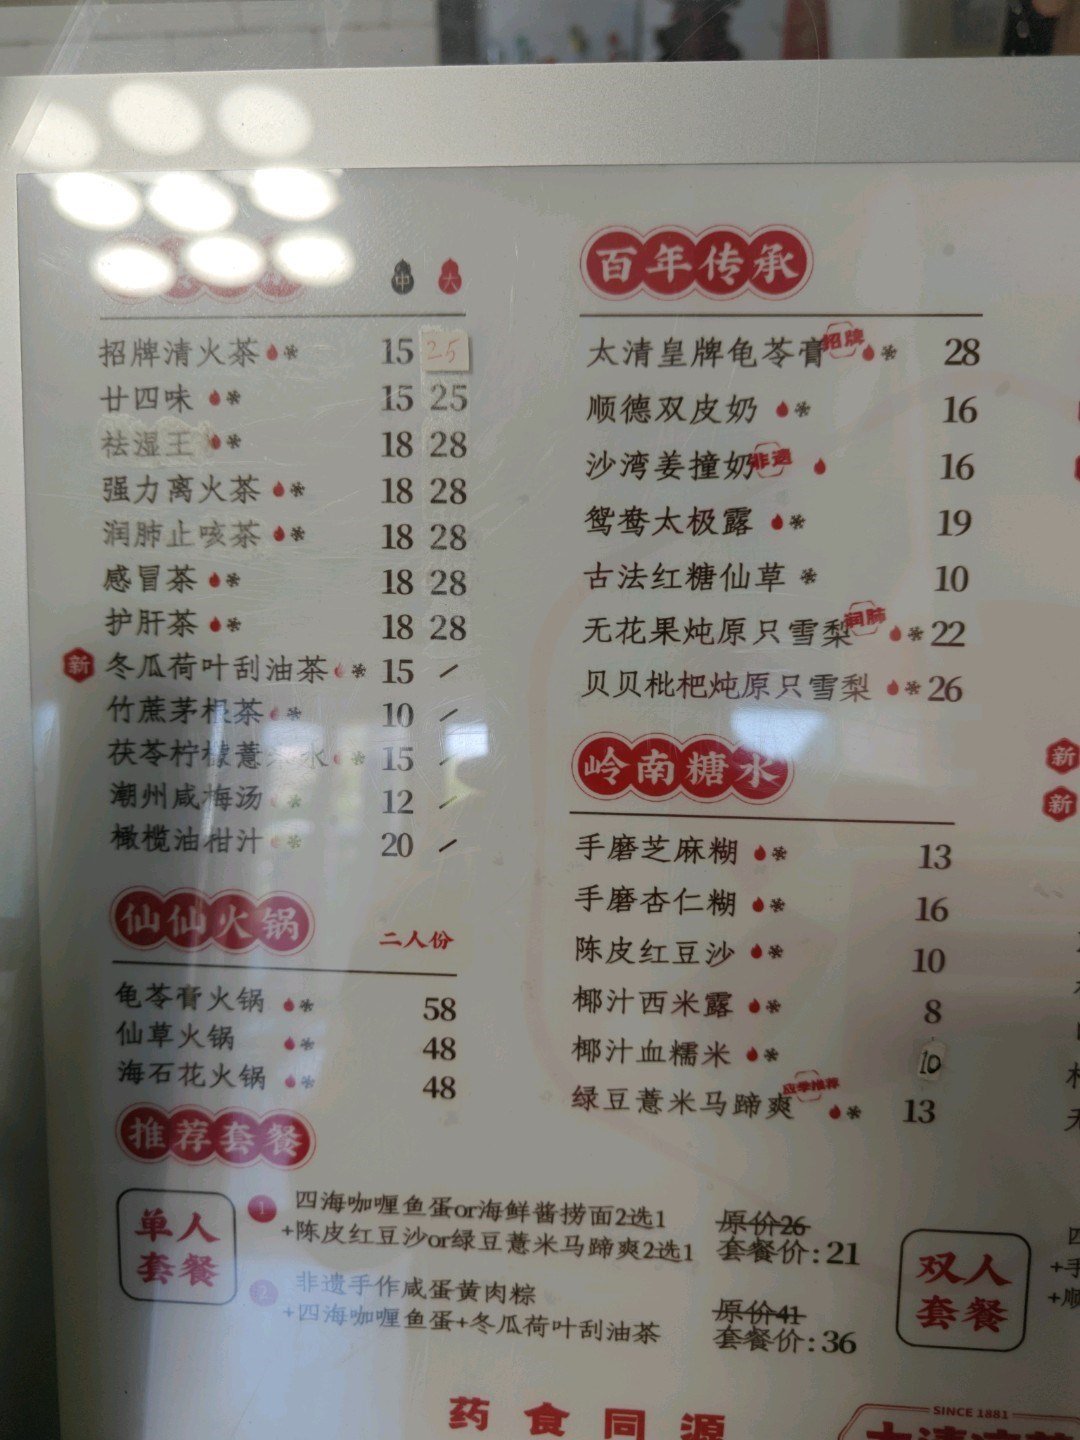 中 大
招牌清火茶 15 25
廿四味 15 25
祛湿王 18 28
强力离火茶 18 28
润肺止咳茶 18 28
感冒茶 18 28
护肝茶 18 28
新 冬瓜荷叶刮油茶 15 /
竹蔗茅根茶 10 /
茯苓柠檬薏米水 15 /
潮州咸梅汤 12 /
橄榄油柑汁 20 /
仙仙火锅 二人份
龟苓膏火锅 58
仙草火锅 48
海石花火锅 48
百年传承
太清皇牌龟苓膏 招牌 28
顺德双皮奶 16
沙湾姜撞奶 非遗 16
鸳鸯太极露 19
古法红糖仙草 10
无花果炖原只雪梨 润肺 22
贝贝枇杷炖原只雪梨 26
岭南糖水
手磨芝麻糊 13
手磨杏仁糊 16
陈皮红豆沙 10
椰汁西米露 8
椰汁血糯米 10
绿豆薏米马蹄爽 应季推荐 13
新
新
推荐套餐
单人
套餐
1 四海咖喱鱼蛋or海鲜酱捞面2选1
+陈皮红豆沙or绿豆薏米马蹄爽2选1
原价26
套餐价:21
2 非遗手作咸蛋黄肉粽
+四海咖喱鱼蛋+冬瓜荷叶刮油茶
原价41
套餐价:36
双人
套餐
四
+手
+顺
药食同源
SINCE 1881